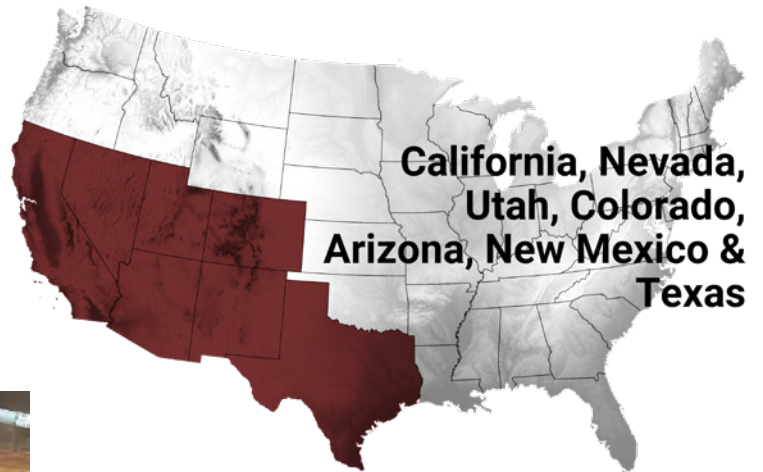 California, Nevada,
Utah, Colorado,
Arizona, New Mexico &
Texas